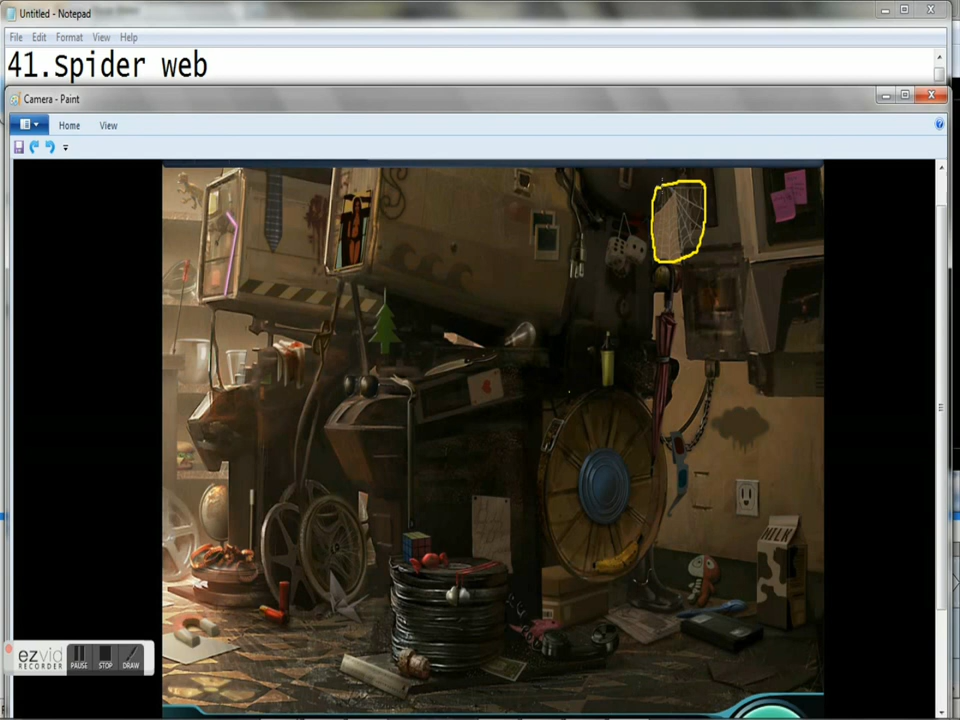 Untitled - Notepad
File Edit Format View Help
41.Spider web
Camera - Paint
Home View
MILK
ezvid
RECORDER
PAUSE STOP DRAW